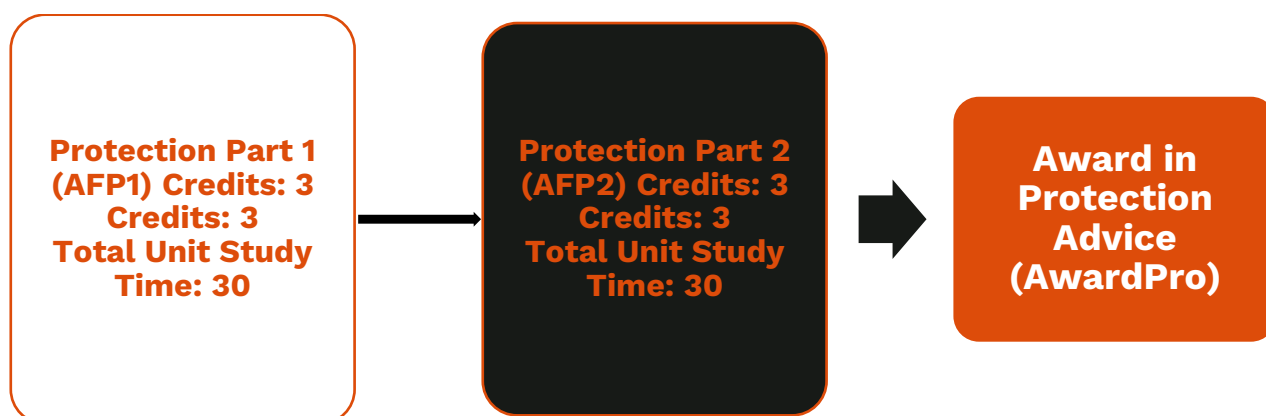 Protection Part 1
(AFP1) Credits: 3
Credits: 3
Total Unit Study
Time: 30
Protection Part 2
(AFP2) Credits: 3
Credits: 3
Total Unit Study
Time: 30
Award in
Protection
Advice
(AwardPro)